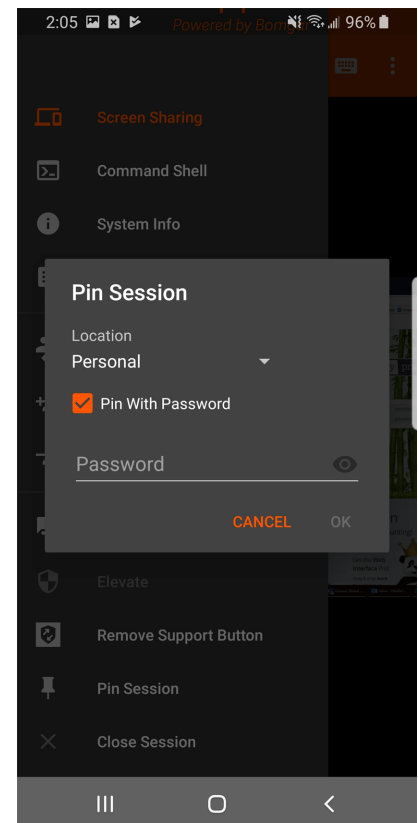 2:05
96%
Powered by Bomgar
Screen Sharing
Command Shell
System Info
Pin Session
Location
Personal
Pin With Password
Password
CANCEL
OK
Elevate
Remove Support Button
Pin Session
Close Session